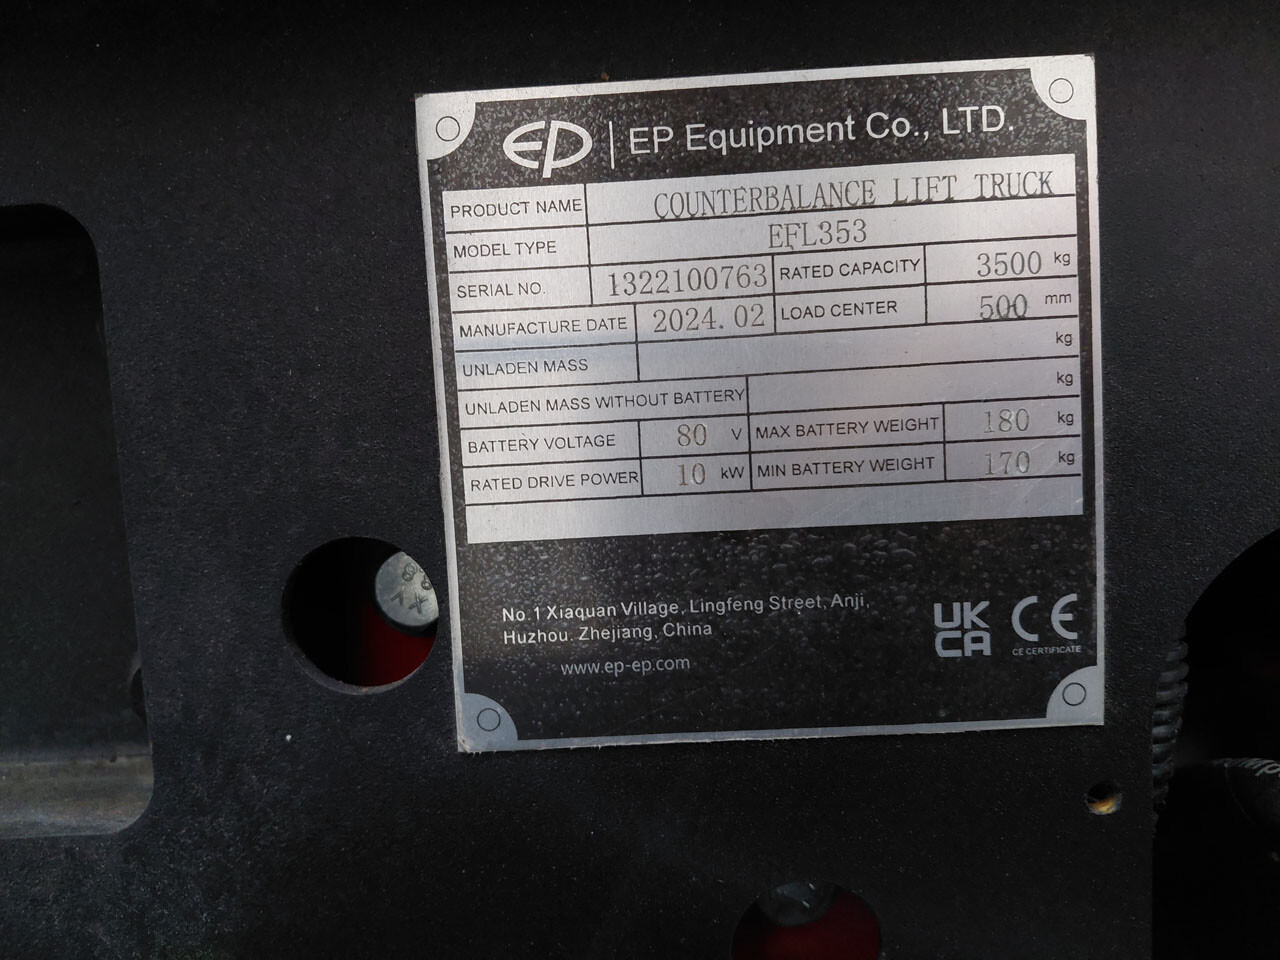 EP | EP Equipment Co., LTD.
PRODUCT NAME COUNTERBALANCE LIFT TRUCK
MODEL TYPE EFL353
SERIAL NO. 1322100763 RATED CAPACITY 3500 kg
MANUFACTURE DATE 2024.02 LOAD CENTER 500 mm
UNLADEN MASS kg
UNLADEN MASS WITHOUT BATTERY kg
BATTERY VOLTAGE 80 V MAX BATTERY WEIGHT 180 kg
RATED DRIVE POWER 10 kW MIN BATTERY WEIGHT 170 kg
No.1 Xiaquan Village, Lingfeng Street, Anji,
Huzhou. Zhejiang, China
www.ep-ep.com
UK
CA
CE
CE CERTIFICATE